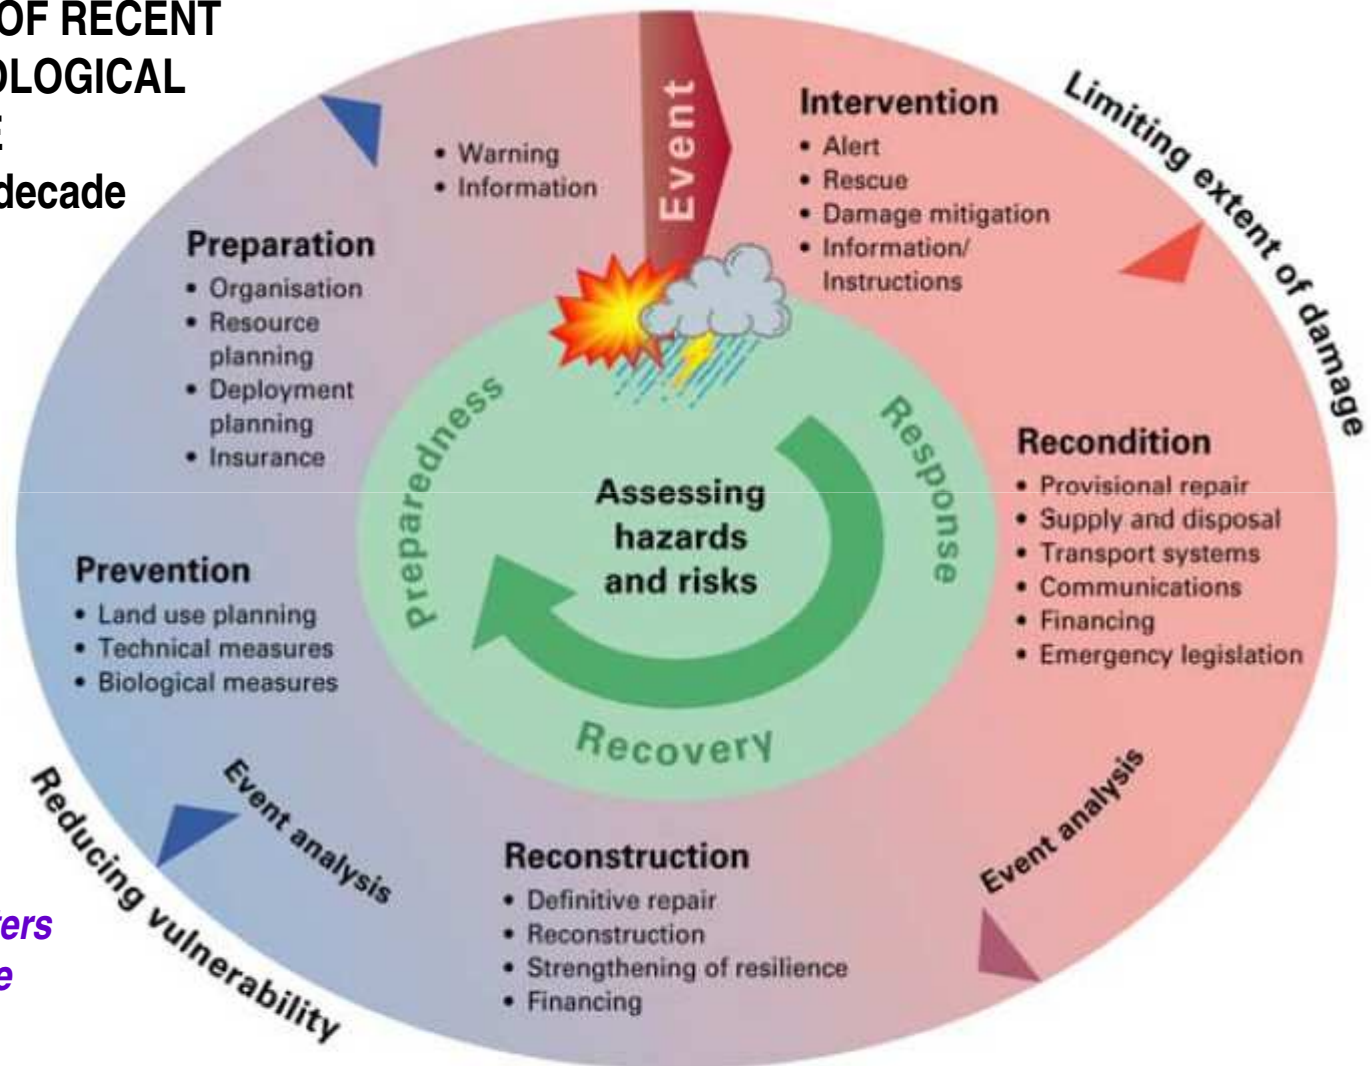 OF RECENT
OLOGICAL
decade
Event
• Warning
• Information
Preparation
• Organisation
• Resource
planning
• Deployment
planning
• Insurance
Prevention
• Land use planning
• Technical measures
• Biological measures
Intervention
• Alert
• Rescue
• Damage mitigation
• Information/
Instructions
Limiting extent of damage
Recondition
• Provisional repair
• Supply and disposal
• Transport systems
• Communications
• Financing
• Emergency legislation
Event analysis
Reconstruction
• Definitive repair
• Reconstruction
• Strengthening of resilience
• Financing
Event analysis
Reducing vulnerability
Preparedness
Response
Recovery
Assessing
hazards
and risks
ers
e